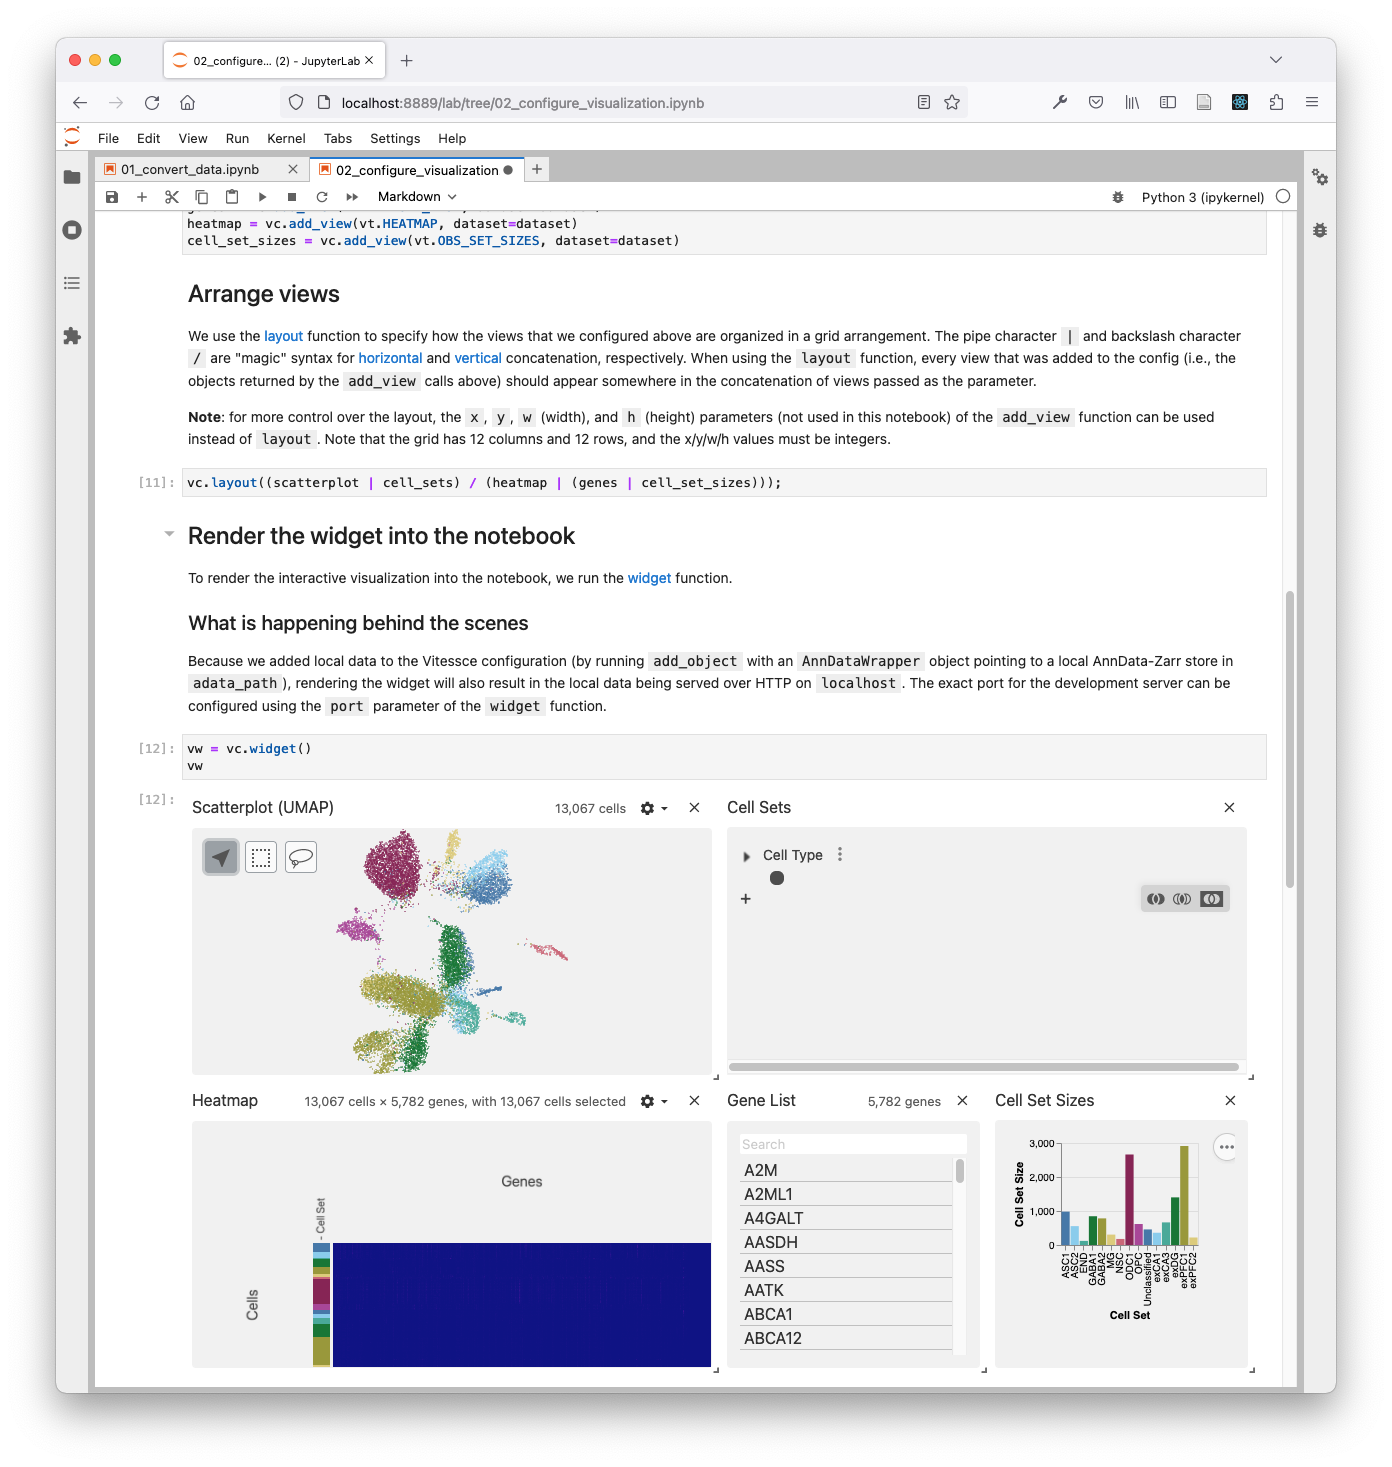 02_configure... (2) - JupyterLab
localhost:8889/lab/tree/02_configure_visualization.ipynb
File Edit View Run Kernel Tabs Settings Help
01_convert_data.ipynb
02_configure_visualization
Markdown
Python 3 (ipykernel)
heatmap = vc.add_view(vt.HEATMAP, dataset=dataset)
cell_set_sizes = vc.add_view(vt.OBS_SET_SIZES, dataset=dataset)
Arrange views
We use the layout function to specify how the views that we configured above are organized in a grid arrangement. The pipe character | and backslash character
/ are "magic" syntax for horizontal and vertical concatenation, respectively. When using the layout function, every view that was added to the config (i.e., the
objects returned by the add_view calls above) should appear somewhere in the concatenation of views passed as the parameter.
Note: for more control over the layout, the x, y, w (width), and h (height) parameters (not used in this notebook) of the add_view function can be used
instead of layout. Note that the grid has 12 columns and 12 rows, and the x/y/w/h values must be integers.
[11]: vc.layout((scatterplot | cell_sets) / (heatmap | (genes | cell_set_sizes)));
Render the widget into the notebook
To render the interactive visualization into the notebook, we run the widget function.
What is happening behind the scenes
Because we added local data to the Vitessce configuration (by running add_object with an AnnDataWrapper object pointing to a local AnnData-Zarr store in
adata_path), rendering the widget will also result in the local data being served over HTTP on localhost. The exact port for the development server can be
configured using the port parameter of the widget function.
[12]: vw = vc.widget()
vw
[12]:
Scatterplot (UMAP) 13,067 cells
Cell Sets
Cell Type
+
Heatmap 13,067 cells × 5,782 genes, with 13,067 cells selected
Genes
Cell Set
Cells
Gene List 5,782 genes
Search
A2M
A2ML1
A4GALT
AASDH
AASS
AATK
ABCA1
ABCA12
Cell Set Sizes
Cell Set Size
3,000
2,000
1,000
0
ASC1
ASC2
END
GABA1
GABA2
MG
NSC
ODC1
OPC
Unclassified
exCA1
exCA3
exDG
exPFC1
exPFC2
Cell Set